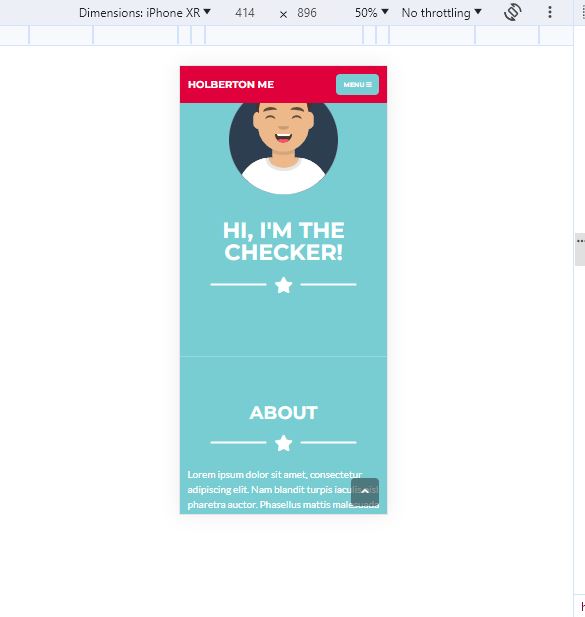 Dimensions: iPhone XR ▼ 414 × 896 50% ▼ No throttling ▼
HOLBERTON ME MENU
HI, I'M THE
CHECKER!
ABOUT
Lorem ipsum dolor sit amet, consectetur
adipiscing elit. Nam blandit turpis iaculis nisl
pharetra auctor. Phasellus mattis malesuada